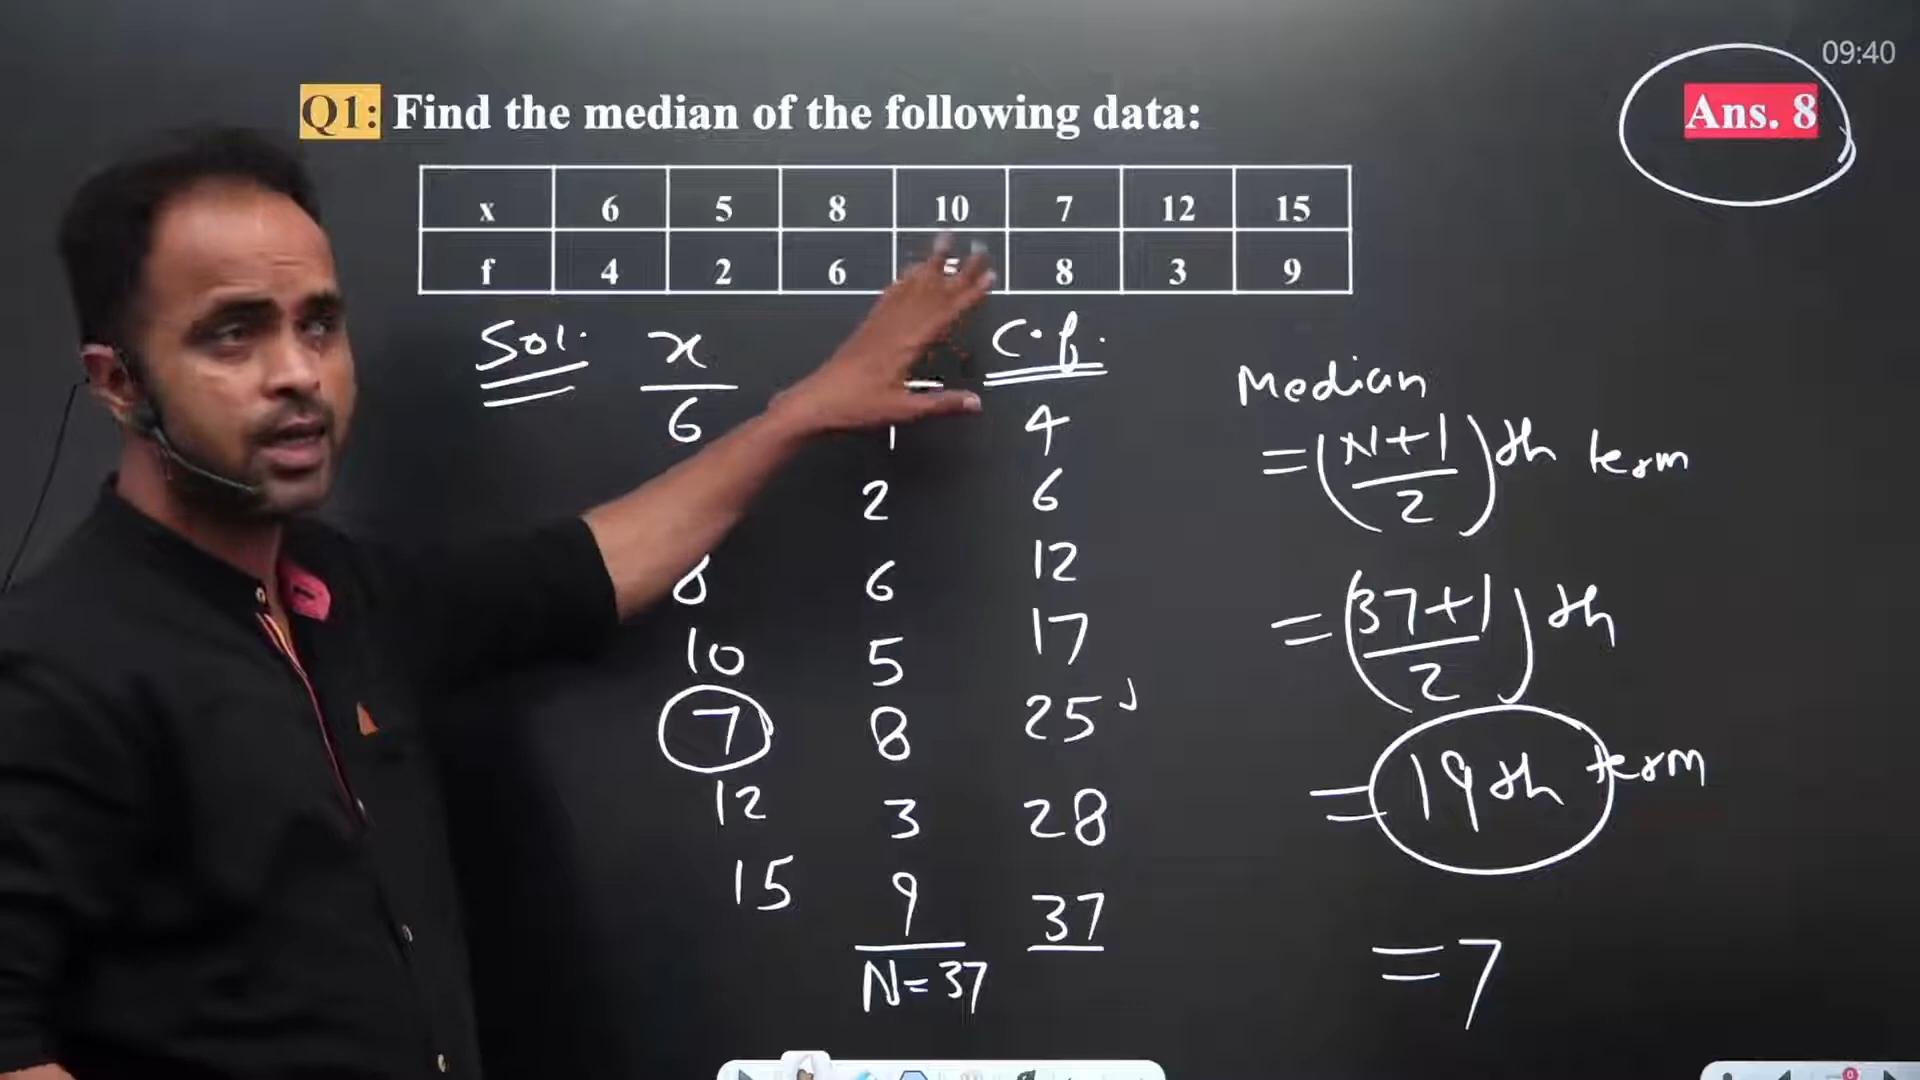 09:40
Q1: Find the median of the following data:
Ans. 8
x 6 5 8 10 7 12 15
f 4 2 6 5 8 3 9
Sol. x c.f.
6 4
2 6
8 6 12
10 5 17
7 8 25
12 3 28
15 9 37
N=37
Median
=(N+1/2)th term
=(37+1/2)th
=19th term
=7